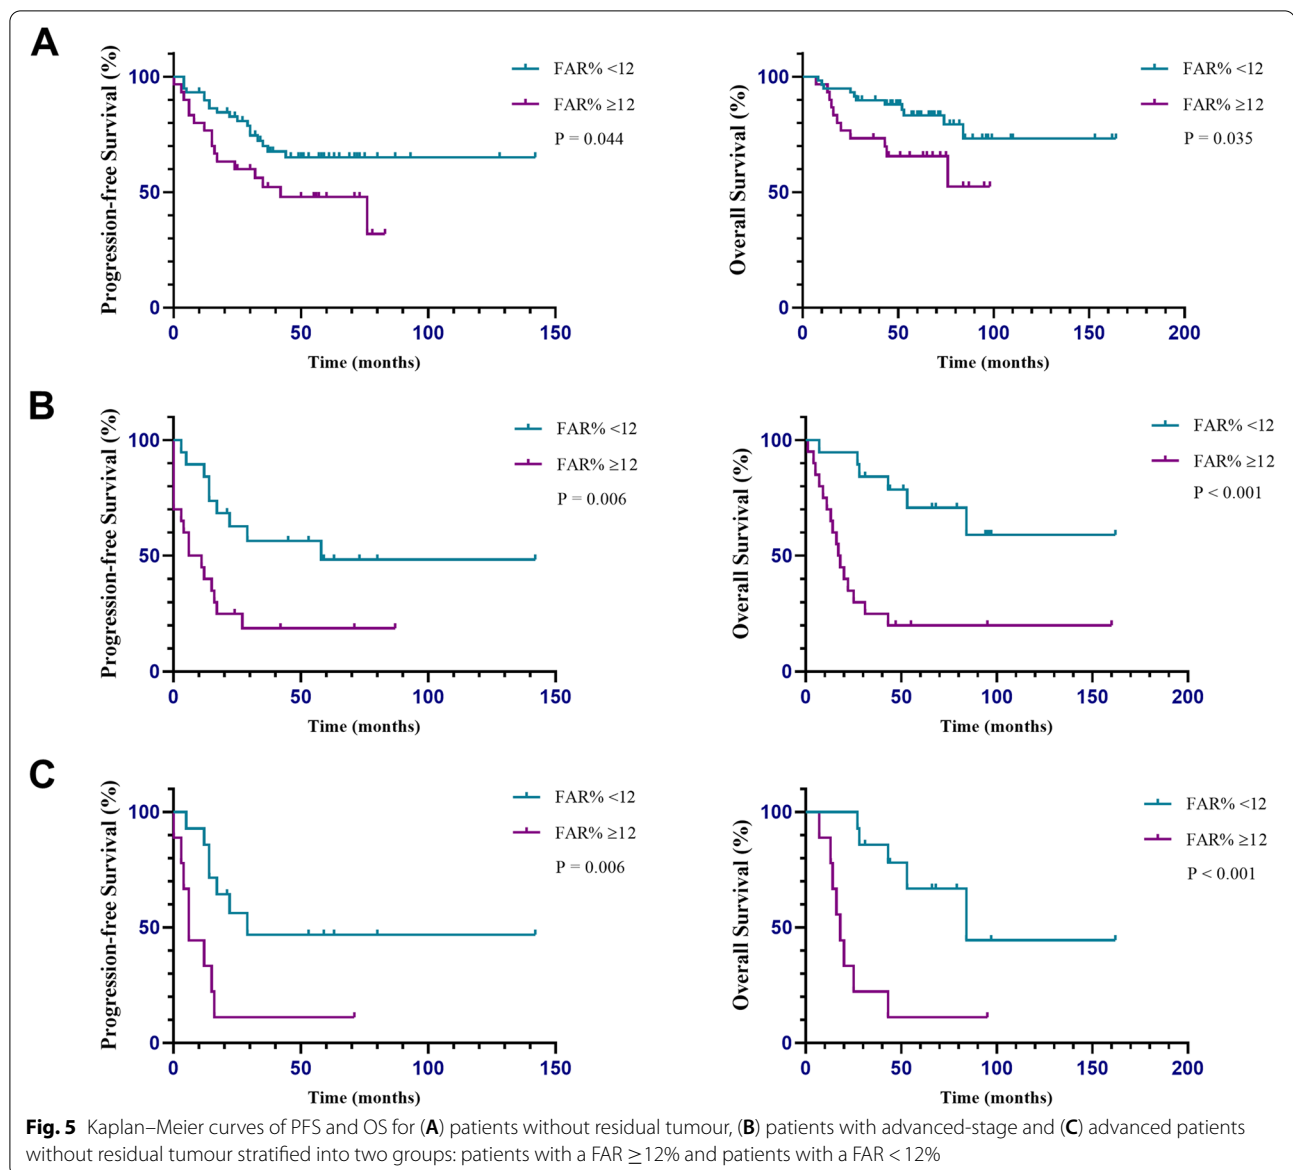 A
Progression-free Survival (%)
100
50
0
0 50 100 150
Time (months)
FAR% <12
FAR% ≥12
P = 0.044
Overall Survival (%)
100
50
0
0 50 100 150 200
Time (months)
FAR% <12
FAR% ≥12
P = 0.035
B
Progression-free Survival (%)
100
50
0
0 50 100 150
Time (months)
FAR% <12
FAR% ≥12
P = 0.006
Overall Survival (%)
100
50
0
0 50 100 150 200
Time (months)
FAR% <12
FAR% ≥12
P < 0.001
C
Progression-free Survival (%)
100
50
0
0 50 100 150
Time (months)
FAR% <12
FAR% ≥12
P = 0.006
Overall Survival (%)
100
50
0
0 50 100 150 200
Time (months)
FAR% <12
FAR% ≥12
P < 0.001
Fig. 5 Kaplan–Meier curves of PFS and OS for (A) patients without residual tumour, (B) patients with advanced-stage and (C) advanced patients
without residual tumour stratified into two groups: patients with a FAR ≥12% and patients with a FAR < 12%